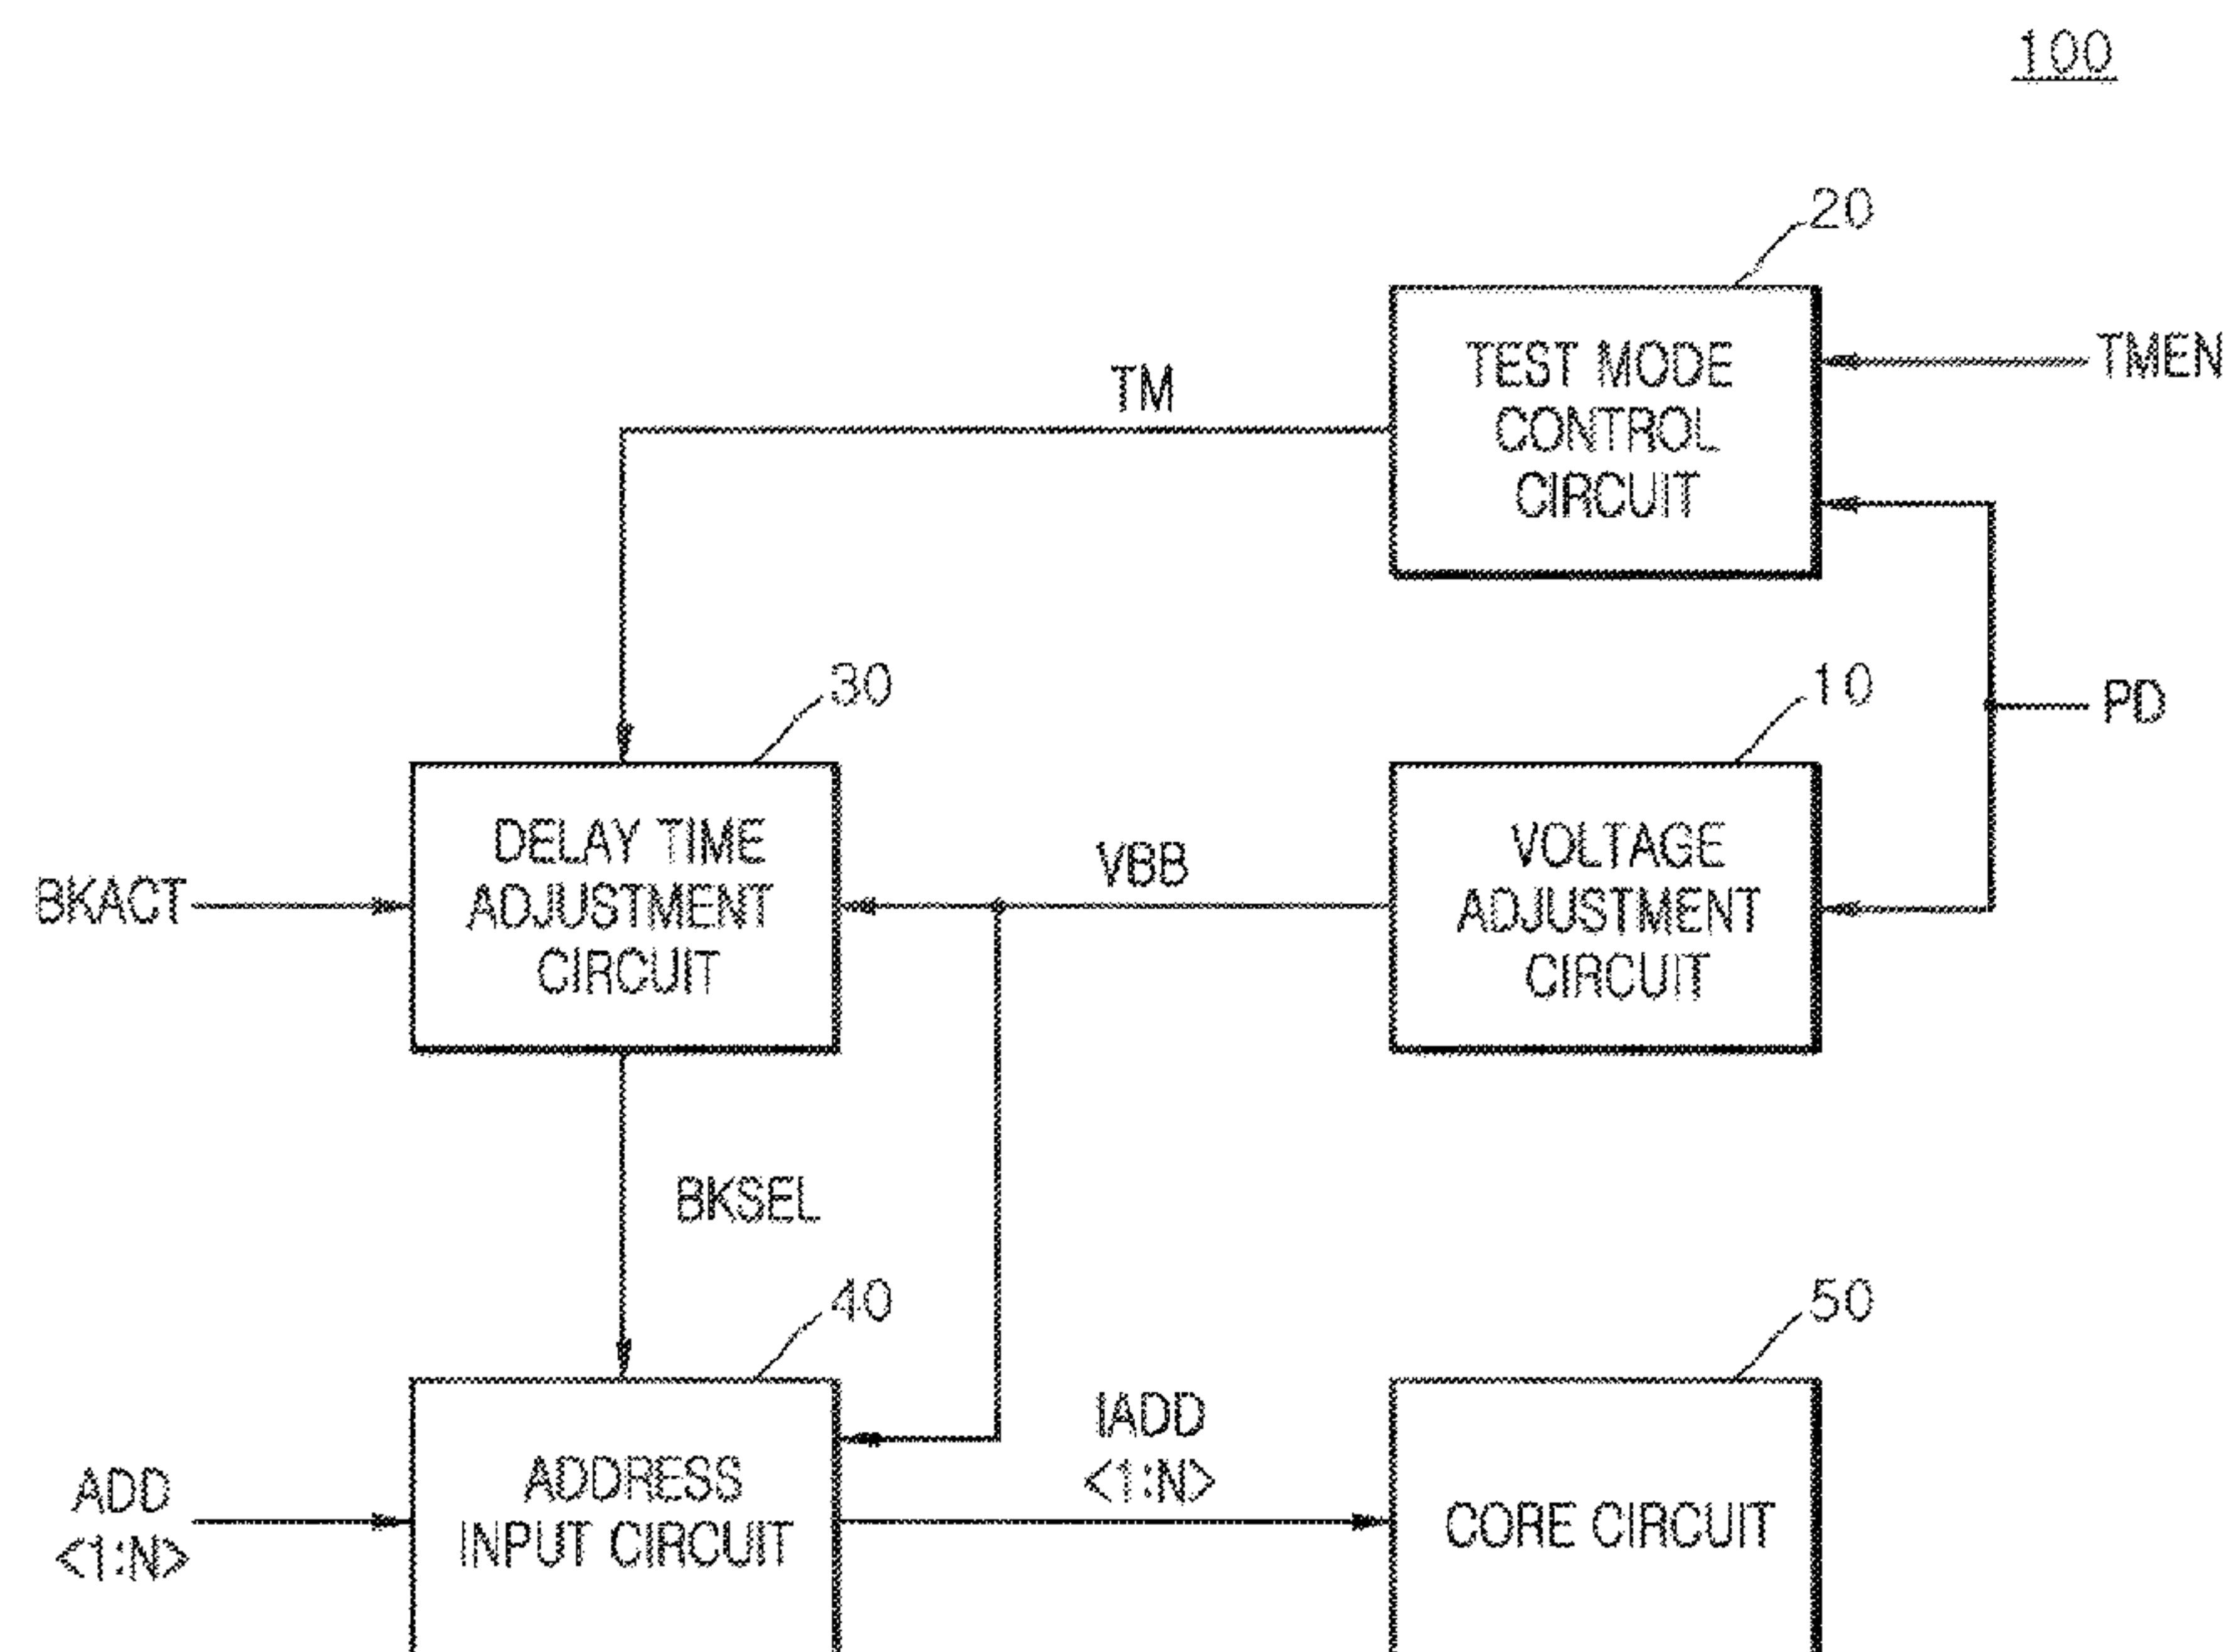 100
20
TEST MODE
CONTROL
CIRCUIT
TMEN
TM
30
10
PD
DELAY TIME
ADJUSTMENT
CIRCUIT
VOLTAGE
ADJUSTMENT
CIRCUIT
VBB
BKACT
BKSEL
40
50
ADD
<1:N>
ADDRESS
INPUT CIRCUIT
IADD
<1:N>
CORE CIRCUIT